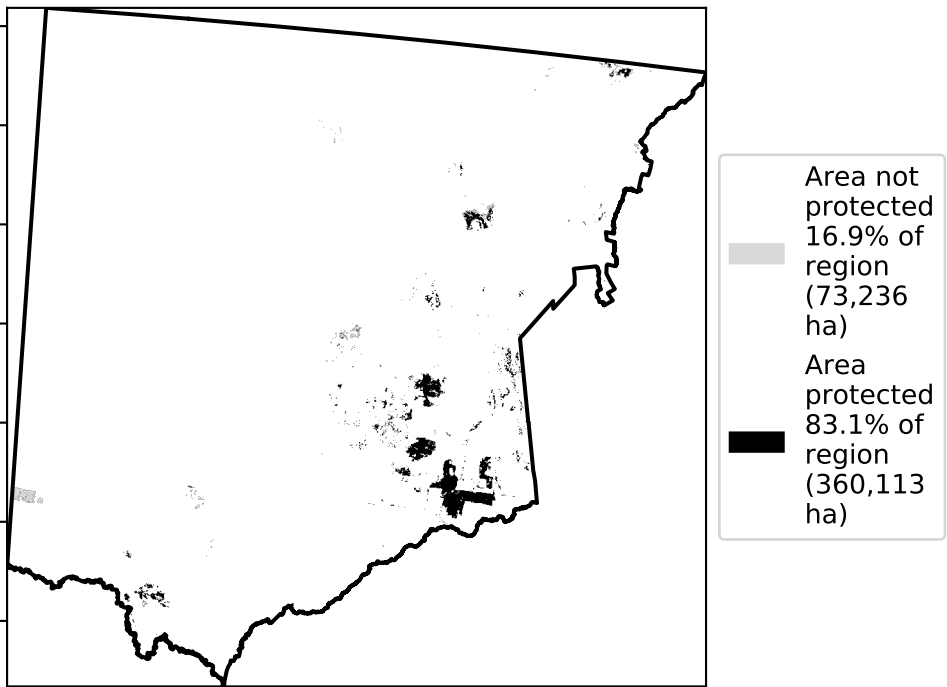 Area not
protected
16.9% of
region
(73,236
ha)
Area
protected
83.1% of
region
(360,113
ha)